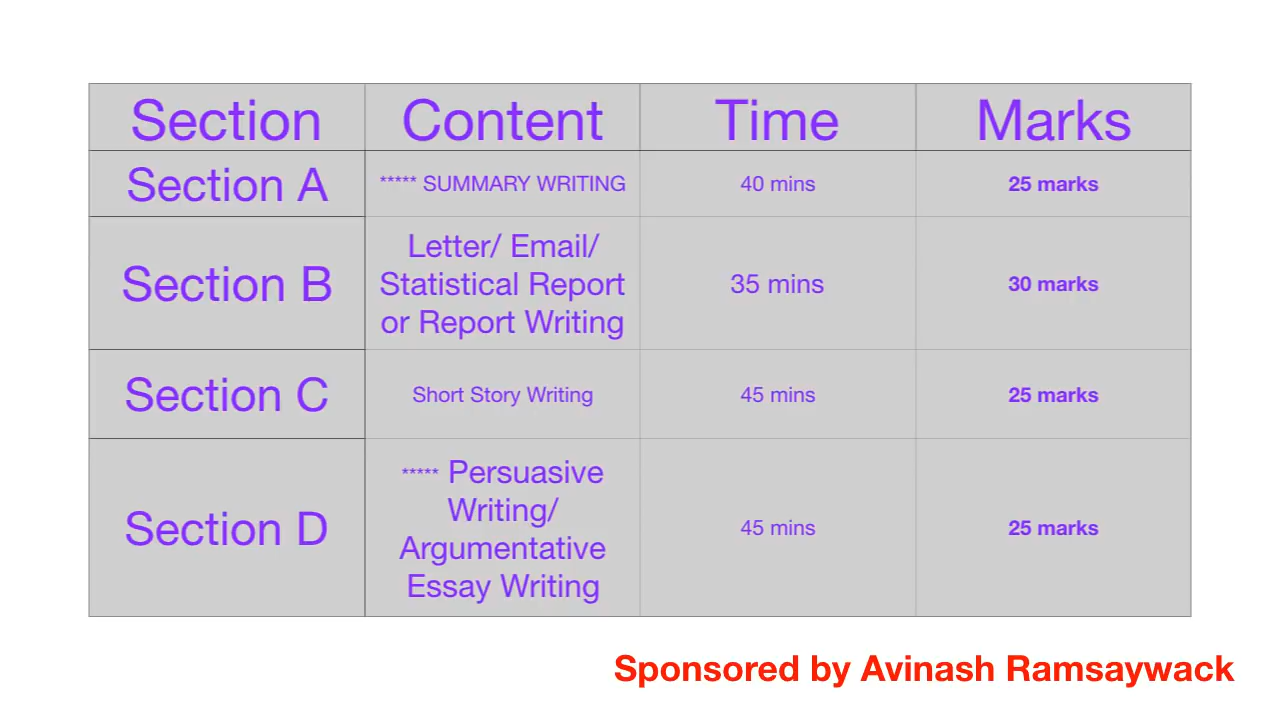 Section Content Time Marks
Section A ***** SUMMARY WRITING 40 mins 25 marks
Section B Letter/ Email/
Statistical Report
or Report Writing 35 mins 30 marks
Section C Short Story Writing 45 mins 25 marks
Section D ***** Persuasive
Writing/
Argumentative
Essay Writing 45 mins 25 marks
Sponsored by Avinash Ramsaywack